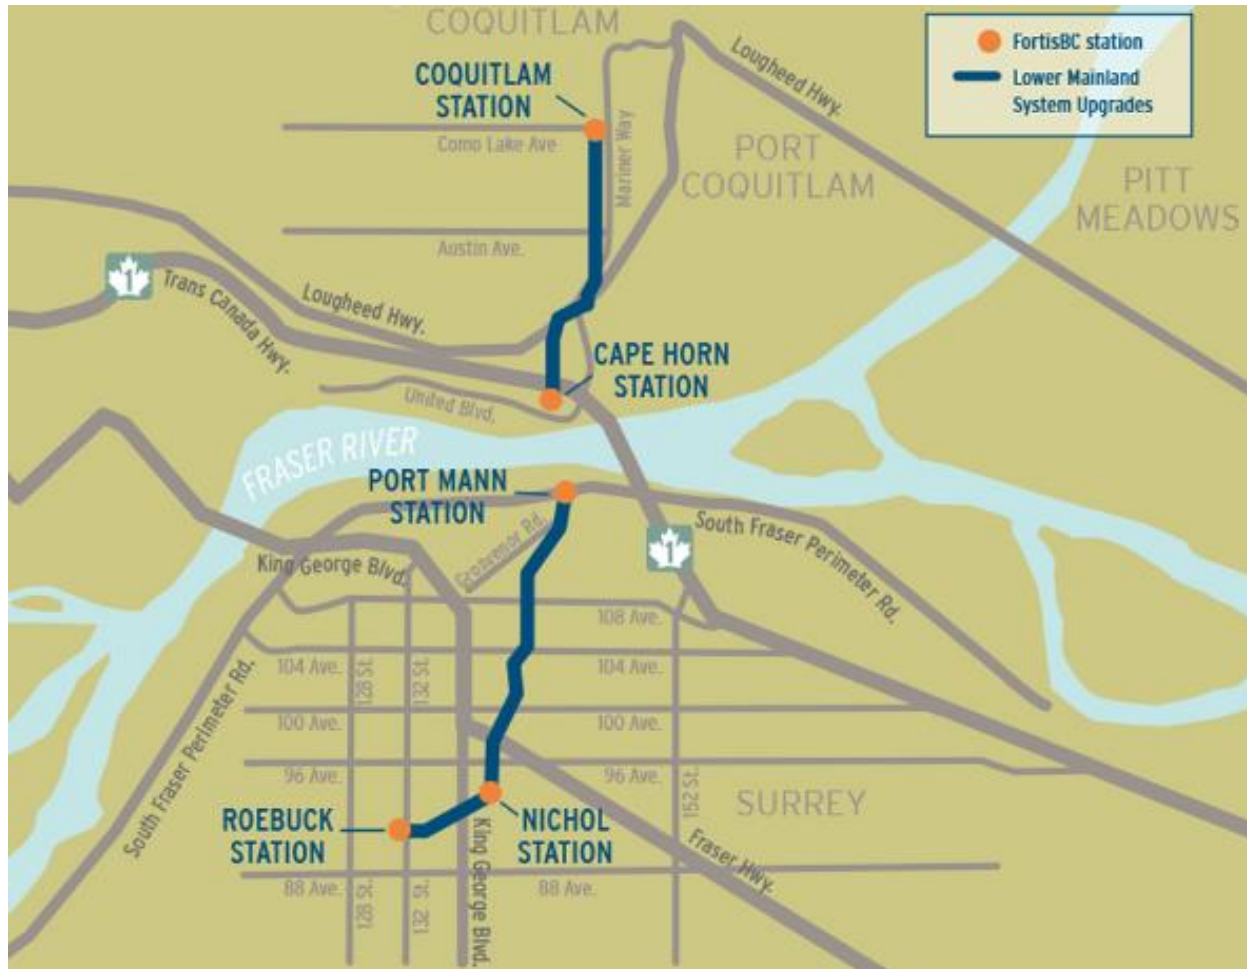 COQUITLAM
FortisBC station
Lower Mainland
System Upgrades
COQUITLAM
STATION
Lougheed Hwy.
Como Lake Ave
Mariner Way
PORT
COQUITLAM
PITT
MEADOWS
Austin Ave.
1
Trans Canada Hwy.
Lougheed Hwy.
CAPE HORN
STATION
United Blvd.
FRASER RIVER
PORT MANN
STATION
South Fraser Perimeter Rd.
1
Grosvenor Rd.
King George Blvd.
108 Ave.
104 Ave.
128 St.
132 St.
104 Ave.
South Fraser Perimeter Rd.
100 Ave.
100 Ave.
96 Ave.
96 Ave.
152 St.
SURREY
ROEBUCK
STATION
NICHOL
STATION
King George Blvd.
Fraser Hwy.
88 Ave.
128 St.
132 St.
88 Ave.